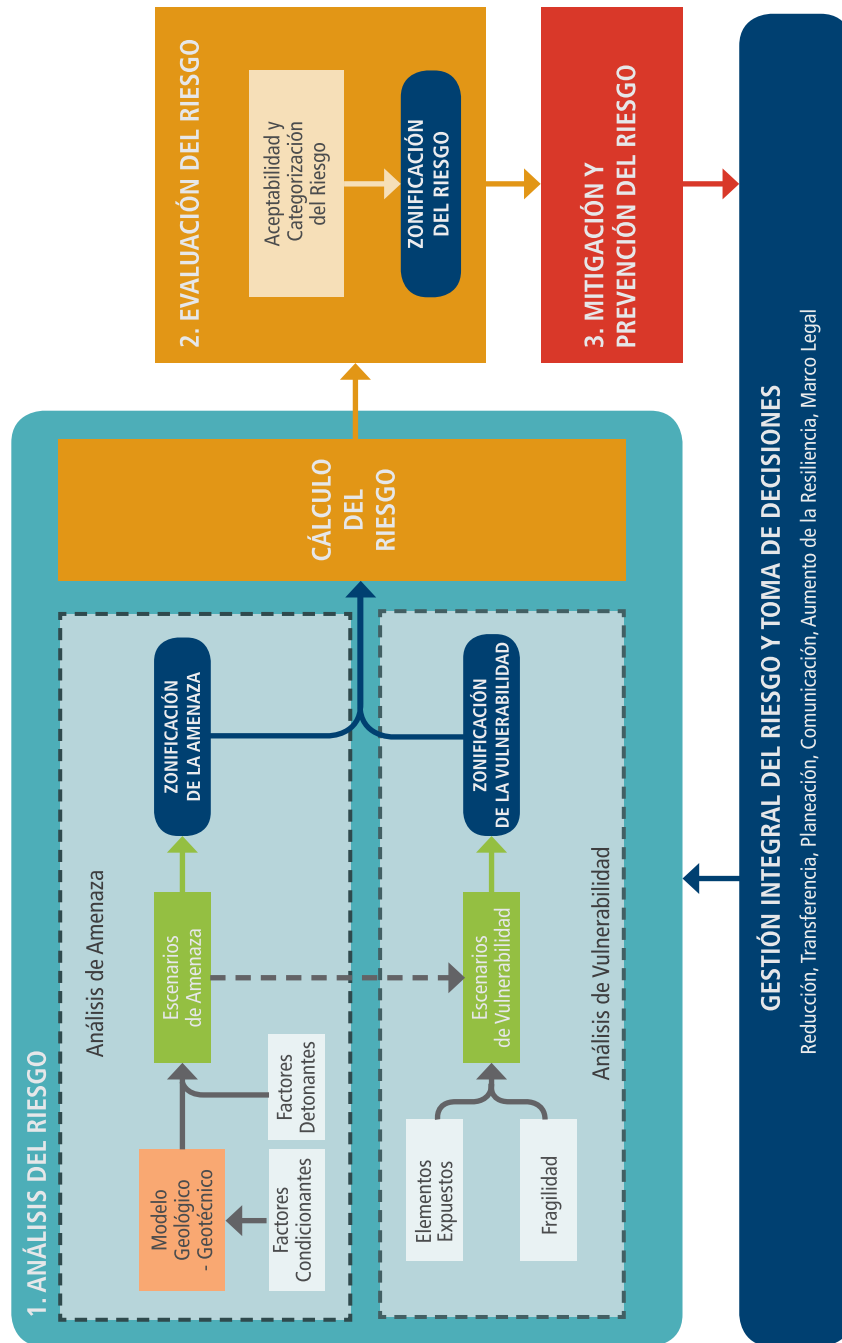 1. ANÁLISIS DEL RIESGO
Análisis de Amenaza
Modelo
Geológico
- Geotécnico
Factores
Condicionantes
Factores
Detonantes
Escenarios
de Amenaza
ZONIFICACIÓN
DE LA AMENAZA
Elementos
Expuestos
Fragilidad
Escenarios
de Vulnerabilidad
ZONIFICACIÓN
DE LA VULNERABILIDAD
Análisis de Vulnerabilidad
CÁLCULO
DEL
RIESGO
2. EVALUACIÓN DEL RIESGO
Aceptabilidad y
Categorización
del Riesgo
ZONIFICACIÓN
DEL RIESGO
3. MITIGACIÓN Y
PREVENCIÓN DEL RIESGO
GESTIÓN INTEGRAL DEL RIESGO Y TOMA DE DECISIONES
Reducción, Transferencia, Planeación, Comunicación, Aumento de la Resiliencia, Marco Legal